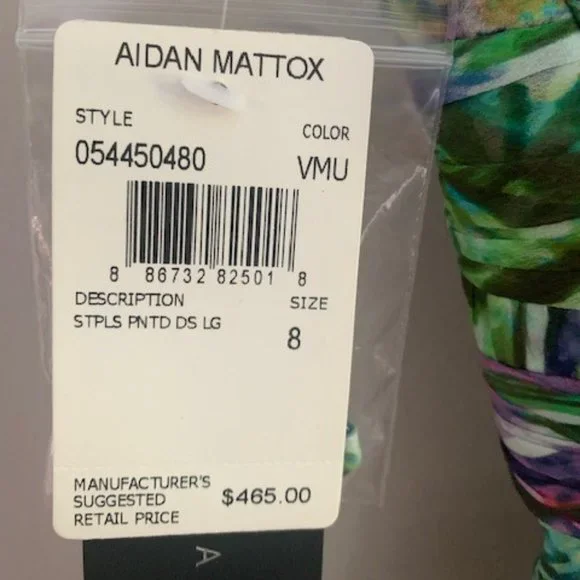 AIDAN MATTOX
STYLE
COLOR
054450480
VMU
8 86732 82501 8
DESCRIPTION
SIZE
STPLS PNTD DS LG
8
MANUFACTURER'S
SUGGESTED
RETAIL PRICE
$465.00
A